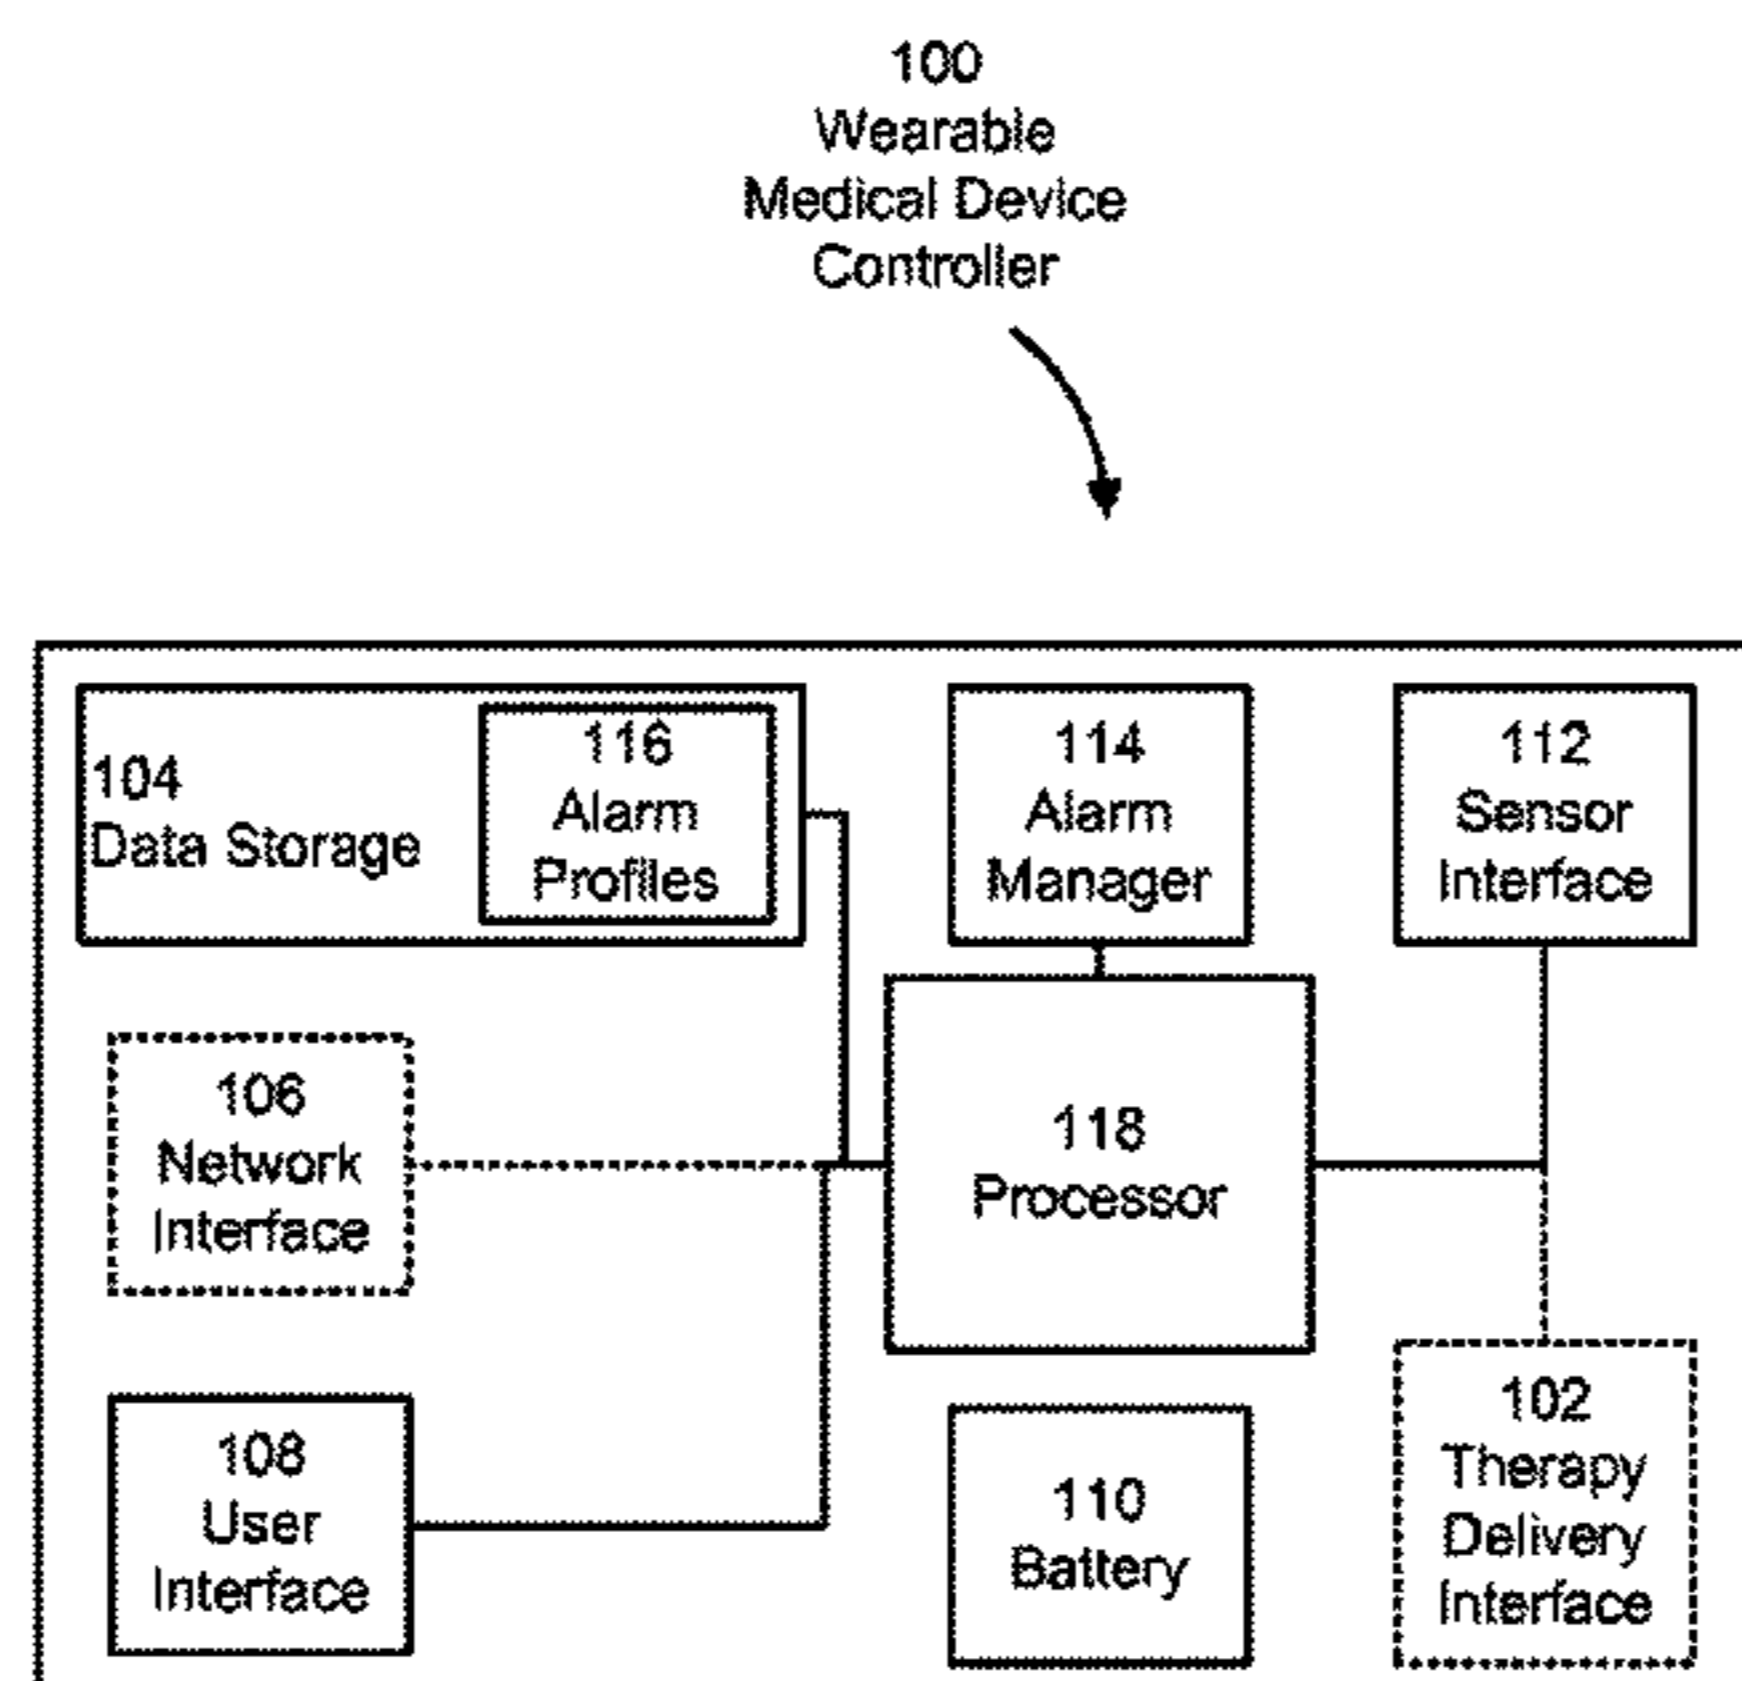 100
Wearable
Medical Device
Controller
104
Data Storage
116
Alarm
Profiles
114
Alarm
Manager
112
Sensor
Interface
106
Network
Interface
118
Processor
108
User
Interface
110
Battery
102
Therapy
Delivery
Interface